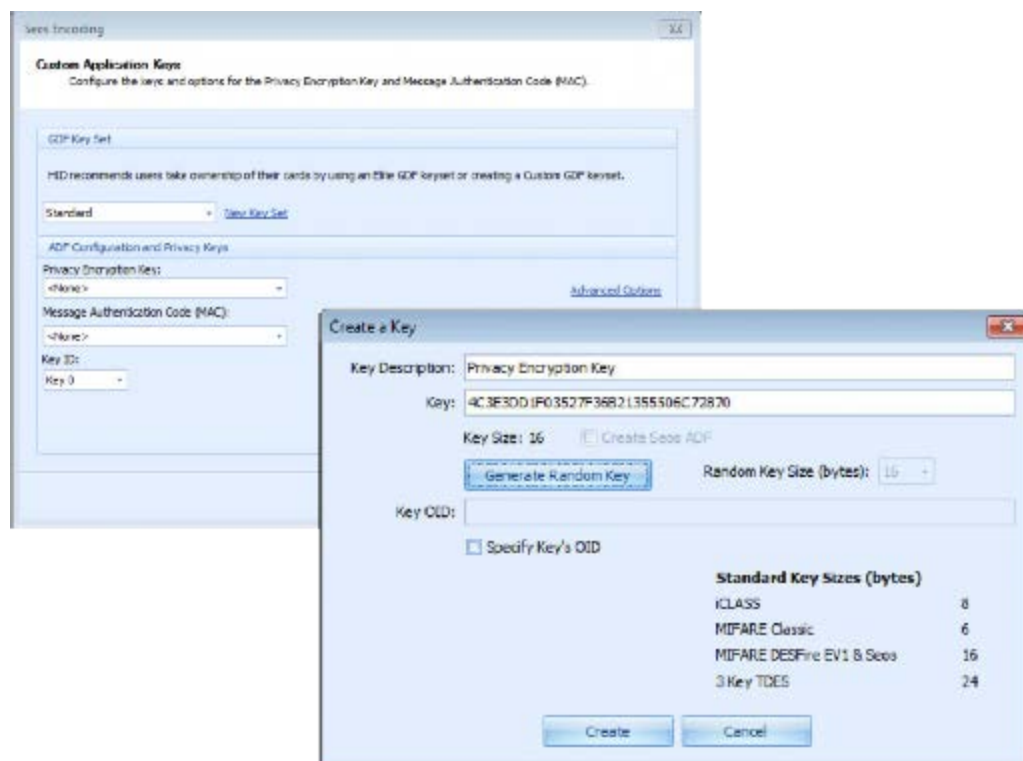 Seos Encoding
Custom Application Keys
Configure the keys and options for the Privacy Encryption Key and Message Authentication Code (MAC).
GDF Key Set
HID recommends users take ownership of their cards by using an Elite GDF keyset or creating a Custom GDF keyset.
Standard New Key Set
ADF Configuration and Privacy Keys
Privacy Encryption Key:
<None> Advanced Options
Message Authentication Code (MAC):
<None>
Key ID:
Key 0
Create a Key
Key Description: Privacy Encryption Key
Key: 4C3E3DD1F03527F36B21355506C72870
Key Size: 16 Create Seos ADF
Generate Random Key Random Key Size (bytes): 16
Key OID:
Specify Key's OID
Standard Key Sizes (bytes)
iCLASS 8
MIFARE Classic 6
MIFARE DESFire EV1 & Seos 16
3 Key TDES 24
Create Cancel